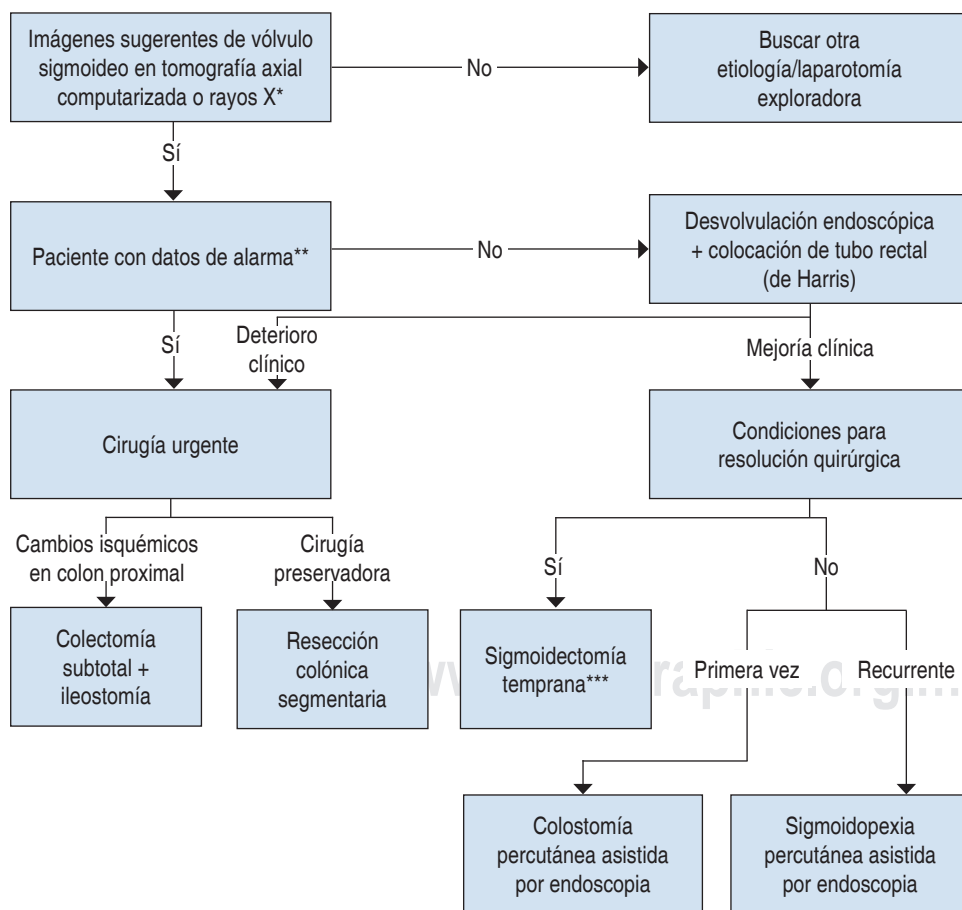 Imágenes sugerentes de vólvulo
sigmoideo en tomografía axial
computarizada o rayos X*
No
Buscar otra
etiología/laparotomía
exploradora
Sí
Paciente con datos de alarma**
No
Desvolvulación endoscópica
+ colocación de tubo rectal
(de Harris)
Sí
Deterioro
clínico
Mejoría clínica
Cirugía urgente
Condiciones para
resolución quirúrgica
Cambios isquémicos
en colon proximal
Cirugía
preservadora
Sí
No
Colectomía
subtotal +
ileostomía
Resección
colónica
segmentaria
Sigmoidectomía
temprana***
Primera vez
Recurrente
Colostomía
percutánea asistida
por endoscopia
Sigmoidopexia
percutánea asistida
por endoscopia